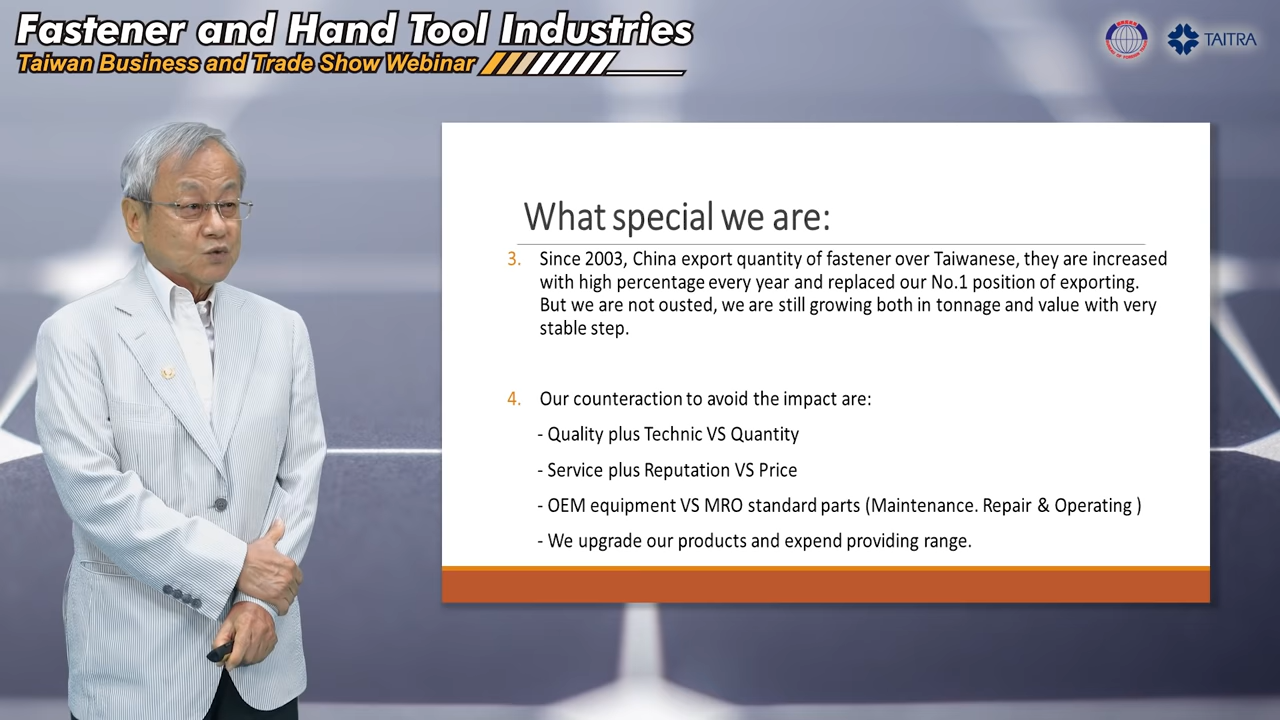 Fastener and Hand Tool Industries
Taiwan Business and Trade Show Webinar
TAITRA
What special we are:
3. Since 2003, China export quantity of fastener over Taiwanese, they are increased
with high percentage every year and replaced our No.1 position of exporting.
But we are not ousted, we are still growing both in tonnage and value with very
stable step.
4. Our counteraction to avoid the impact are:
- Quality plus Technic VS Quantity
- Service plus Reputation VS Price
- OEM equipment VS MRO standard parts (Maintenance. Repair & Operating )
- We upgrade our products and expend providing range.